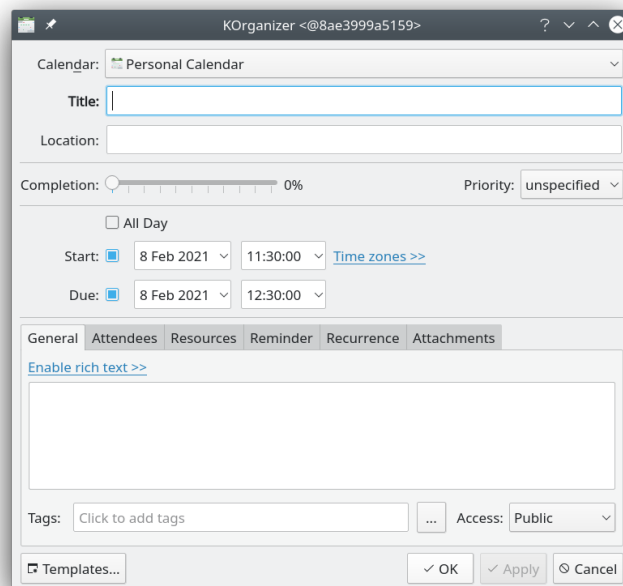 KOrganizer <@8ae3999a5159>
Calendar: Personal Calendar
Title:
Location:
Completion: 0% Priority: unspecified
All Day
Start: 8 Feb 2021 11:30:00 Time zones >>
Due: 8 Feb 2021 12:30:00
General Attendees Resources Reminder Recurrence Attachments
Enable rich text >>
Tags: Click to add tags ... Access: Public
Templates... OK Apply Cancel